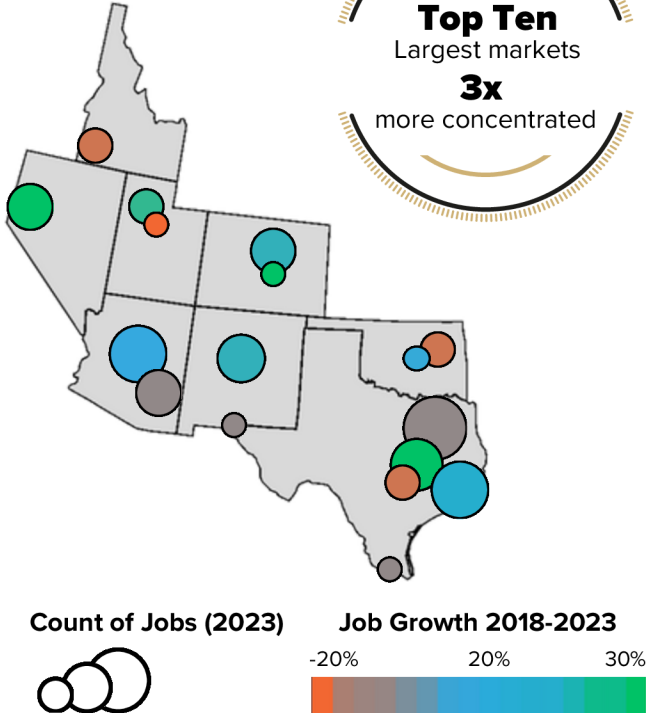 Top Ten
Largest markets
3x
more concentrated
Count of Jobs (2023)
Job Growth 2018-2023
-20%
20%
30%